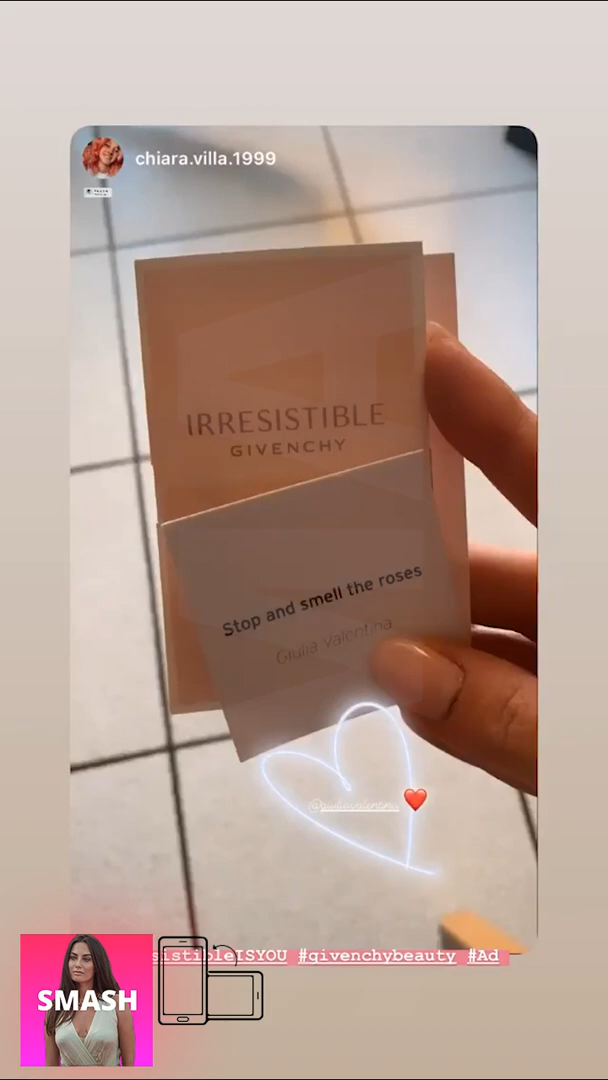 chiara.villa.1999
IRRESISTIBLE
GIVENCHY
Stop and smell the roses
Giulia Valentina
sistibleISYOU #givenchybeauty #Ad
SMASH